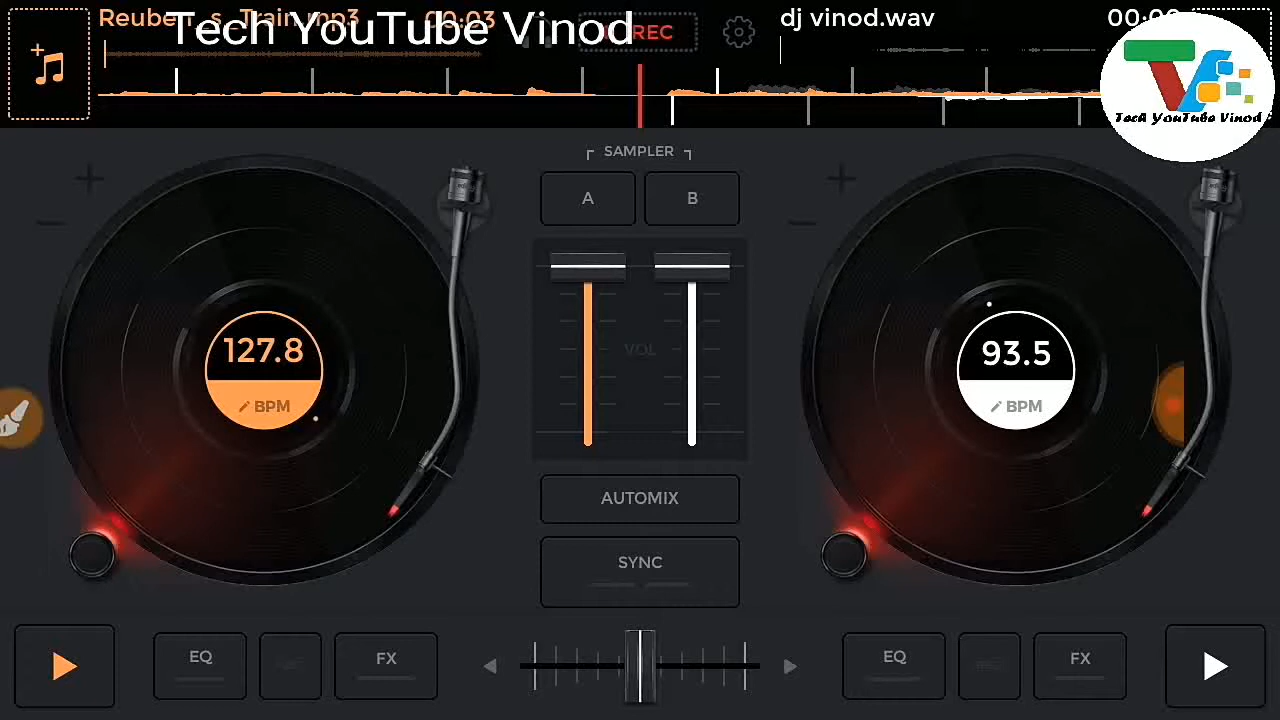 Tech YouTube Vinod
REC
dj vinod.wav
Tech YouTube Vinod
SAMPLER
A
B
VOL
127.8
BPM
93.5
BPM
AUTOMIX
SYNC
EQ
FX
EQ
FX